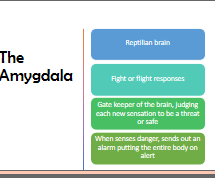 The
Amygdala
Reptilian brain
Fight or flight responses
Gate keeper of the brain, judging
each new sensation to be a threat
or safe
When senses danger, sends out an
alarm putting the entire body on
alert